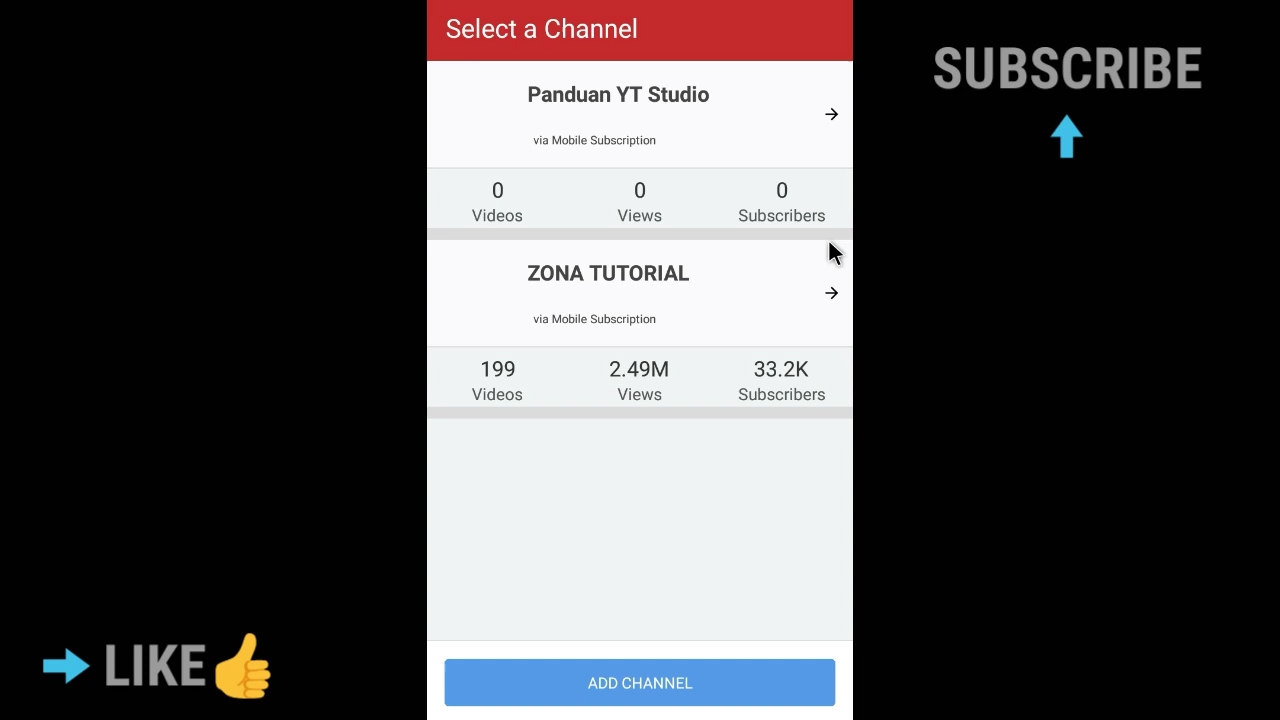 Select a Channel
SUBSCRIBE
Panduan YT Studio
via Mobile Subscription
0 0 0
Videos Views Subscribers
ZONA TUTORIAL
via Mobile Subscription
199 2.49M 33.2K
Videos Views Subscribers
LIKE
ADD CHANNEL